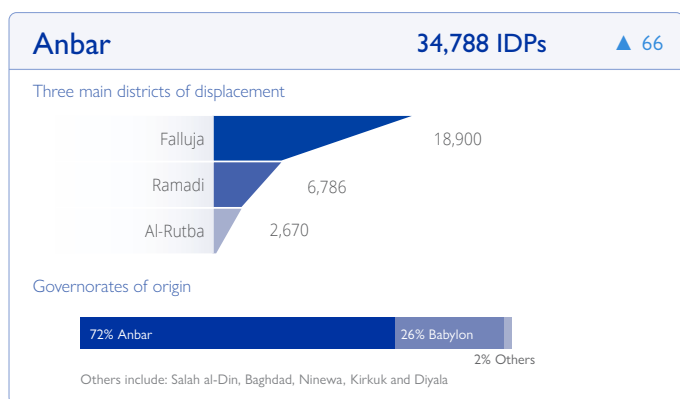 Anbar 34,788 IDPs ▲ 66
Three main districts of displacement
Falluja 18,900
Ramadi 6,786
Al-Rutba 2,670
Governorates of origin
72% Anbar 26% Babylon
2% Others
Others include: Salah al-Din, Baghdad, Ninewa, Kirkuk and Diyala